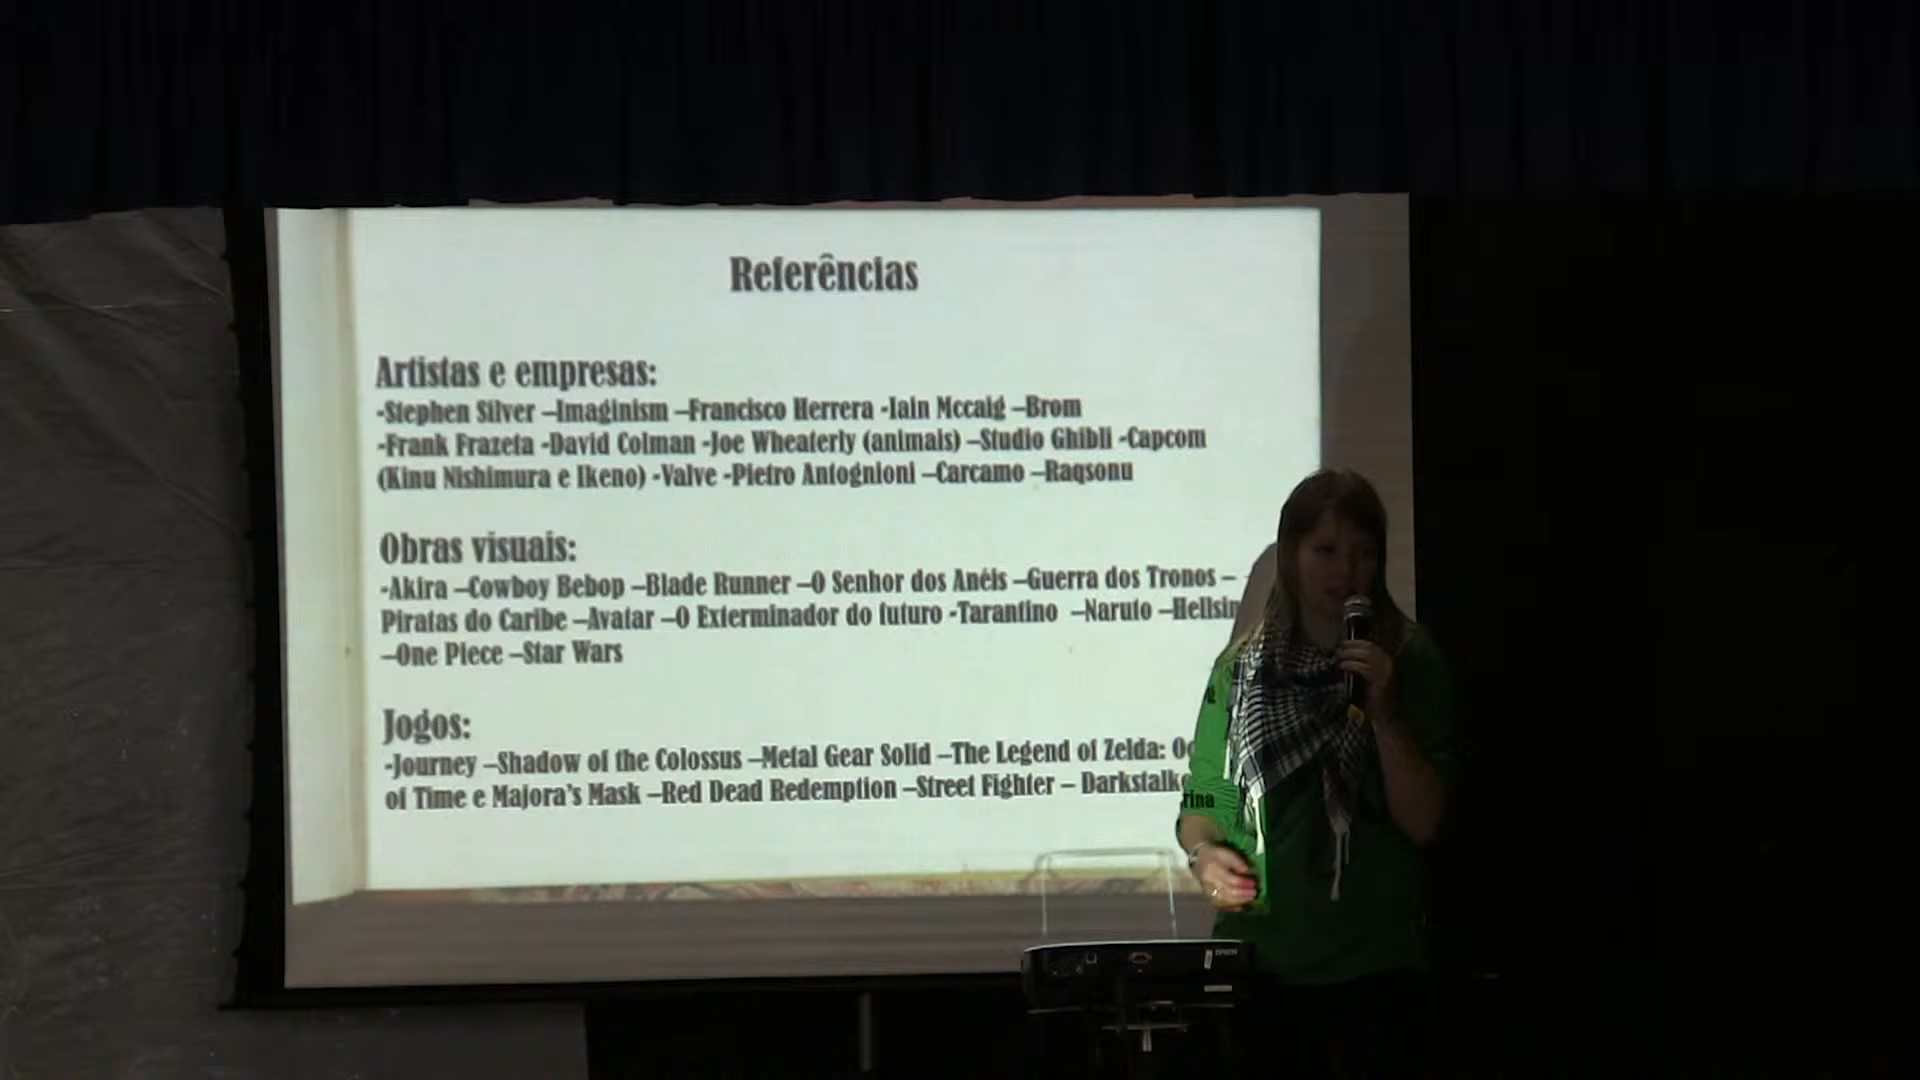 Referências
Artistas e empresas:
-Stephen Silver –Imaginism –Francisco Herrera -Iain Mccaig –Brom
-Frank Frazeta -David Colman -Joe Wheaterly (animais) –Studio Ghibli -Capcom
(Kinu Nishimura e Ikeno) -Valve -Pietro Antognioni –Carcamo –Raqsonu
Obras visuais:
-Akira –Cowboy Bebop –Blade Runner –O Senhor dos Anéis –Guerra dos Tronos –
Piratas do Caribe –Avatar –O Exterminador do futuro -Tarantino –Naruto –Hellsin
–One Piece –Star Wars
Jogos:
-Journey –Shadow of the Colossus –Metal Gear Solid –The Legend of Zelda: Oc
of Time e Majora's Mask –Red Dead Redemption –Street Fighter – Darkstalke
EPSON